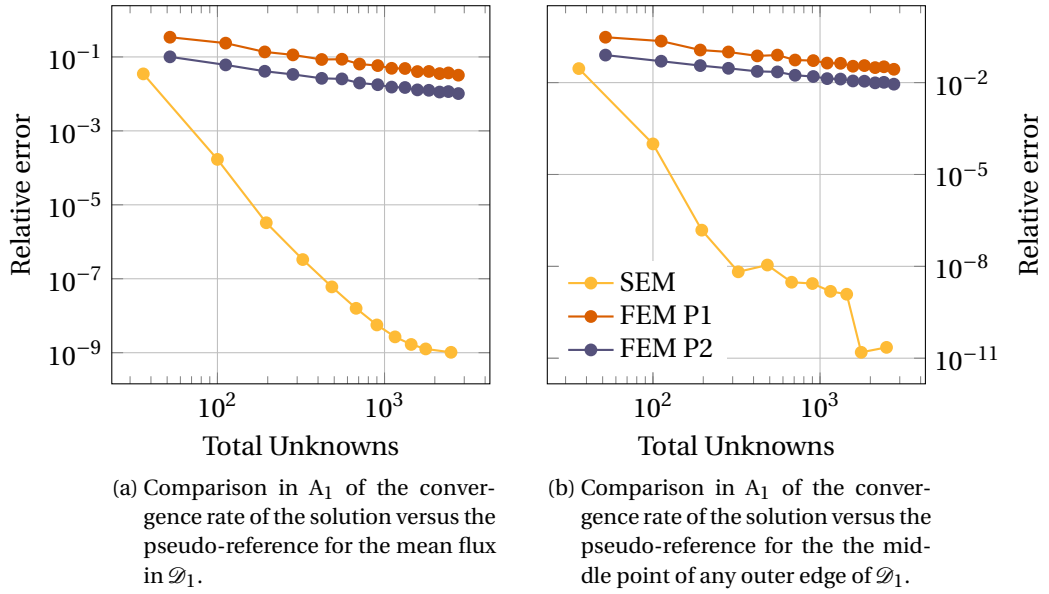 10^−1
10^−3
10^−5
10^−7
10^−9
Relative error
10^2
10^3
Total Unknowns
10^−2
10^−5
10^−8
10^−11
Relative error
10^2
10^3
Total Unknowns
SEM
FEM P1
FEM P2
(a) Comparison in A₁ of the conver-
gence rate of the solution versus the
pseudo-reference for the mean flux
in 𝒟₁.
(b) Comparison in A₁ of the conver-
gence rate of the solution versus the
pseudo-reference for the the mid-
dle point of any outer edge of 𝒟₁.